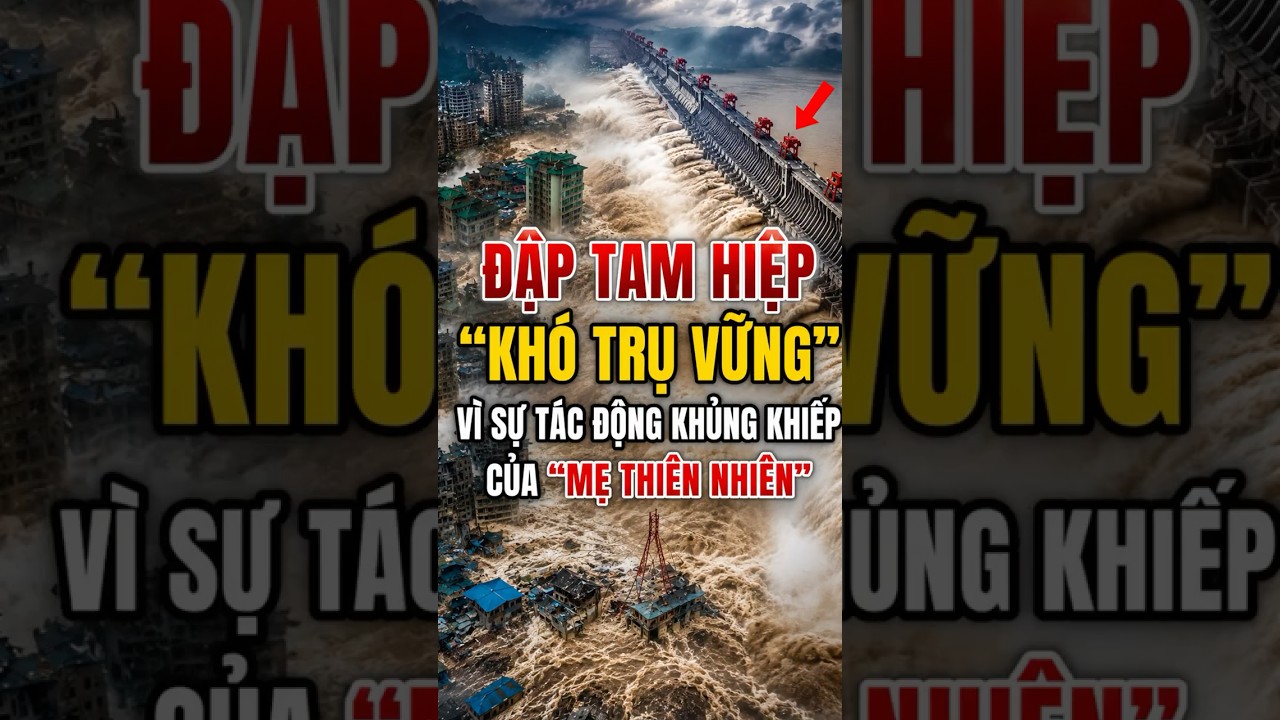 ĐẬP TAM HIỆP
“KHÓ TRỤ VỮNG”
VÌ SỰ TÁC ĐỘNG KHỦNG KHIẾP
CỦA “MẸ THIÊN NHIÊN”